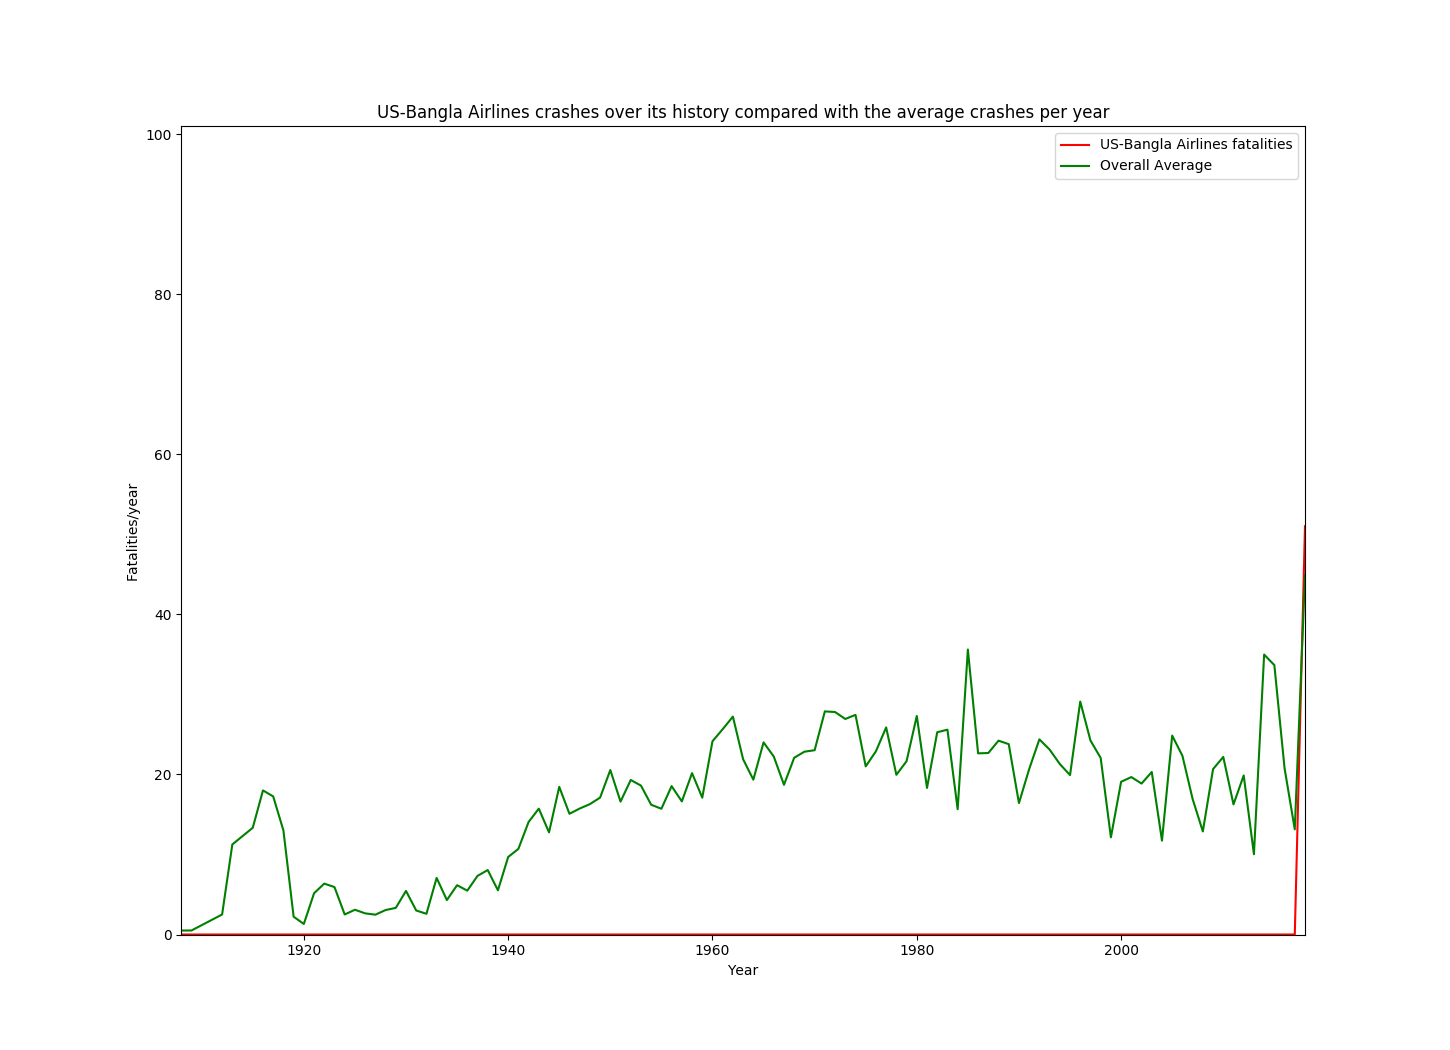 US-Bangla Airlines crashes over its history compared with the average crashes per year
100
80
60
40
20
0
Fatalities/year
US-Bangla Airlines fatalities
Overall Average
1920
1940
1960
1980
2000
Year